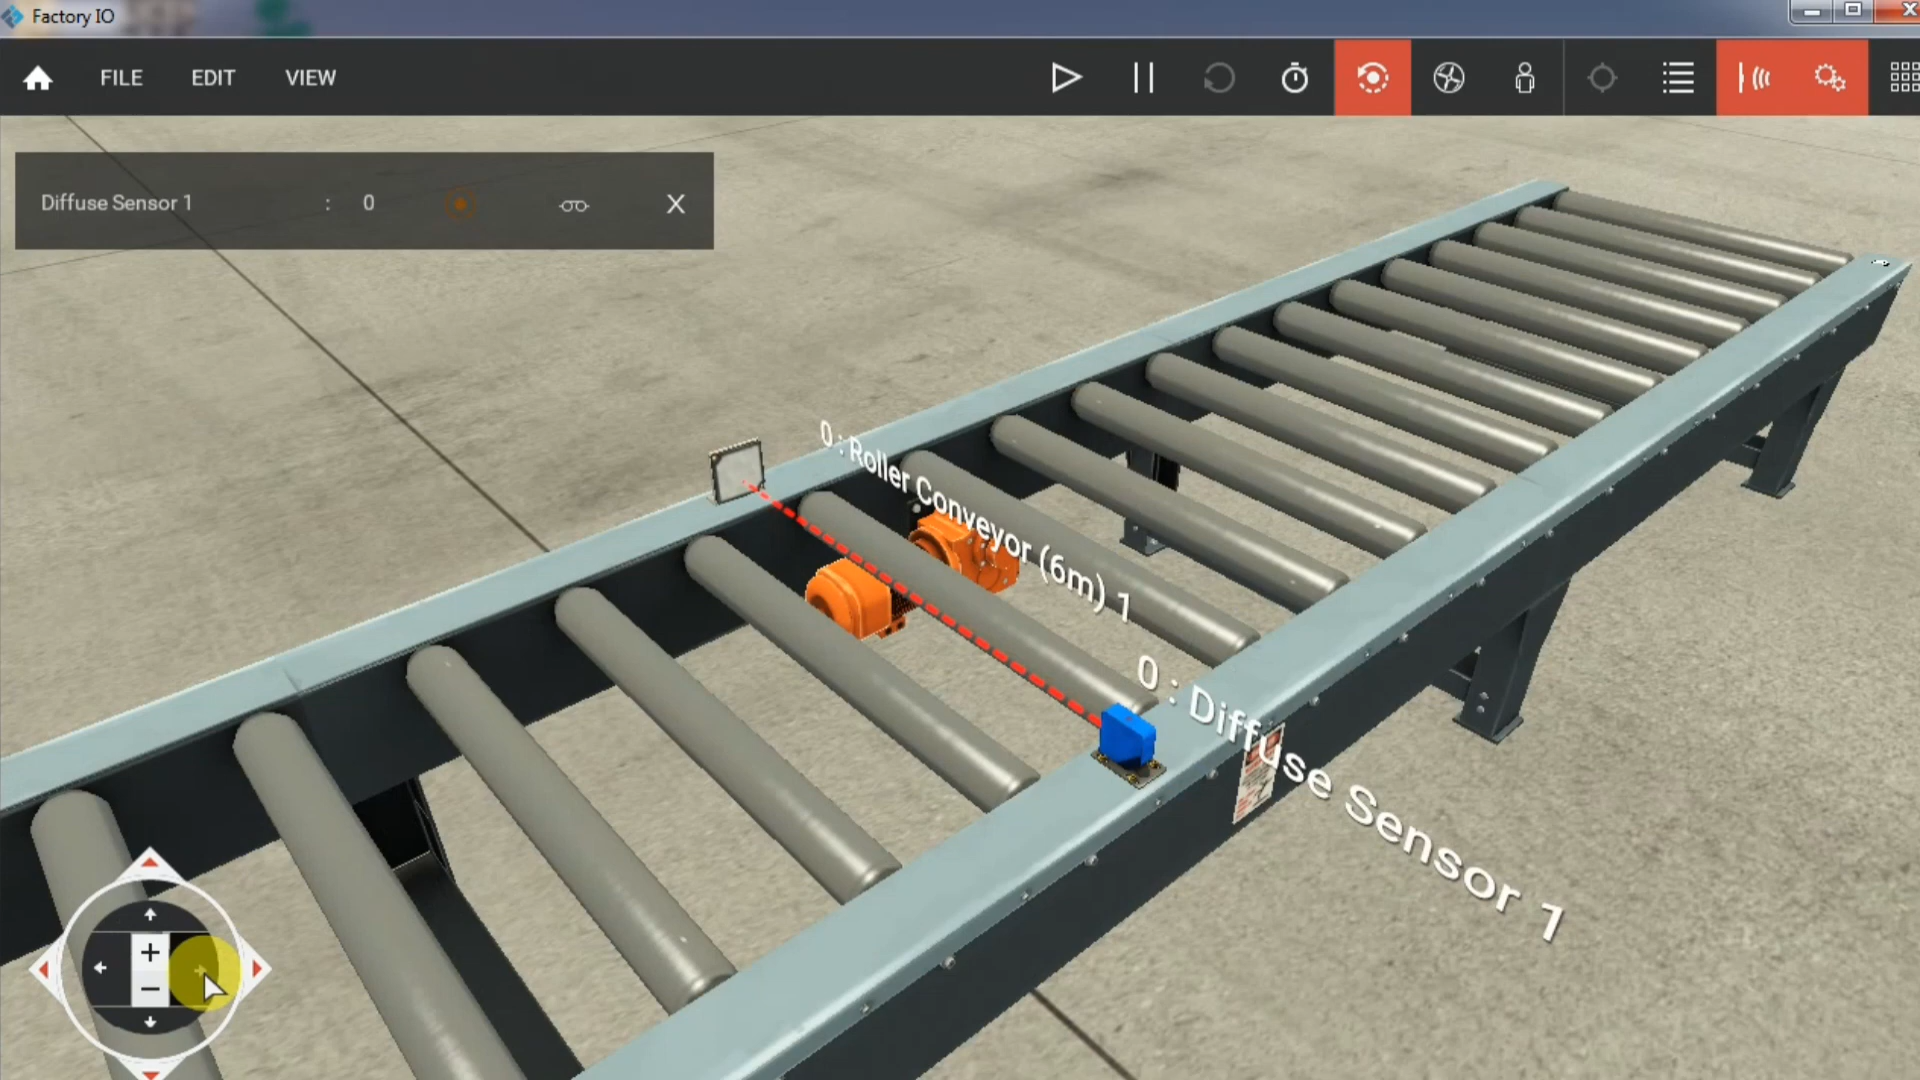 Factory IO
FILE EDIT VIEW
Diffuse Sensor 1 : 0 X
0 : Roller Conveyor (6m) 1
0 : Diffuse Sensor 1